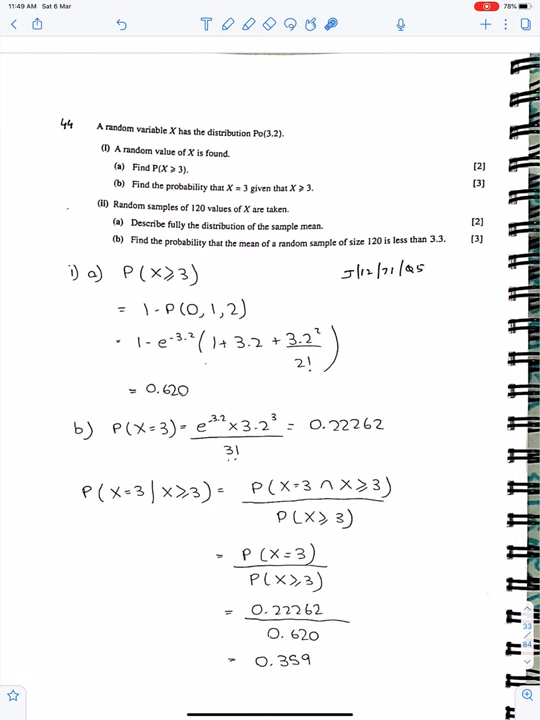 11:49 AM Sat 6 Mar 78%
44 A random variable X has the distribution Po(3.2).
(i) A random value of X is found.
(a) Find P(X ⩾ 3). [2]
(b) Find the probability that X = 3 given that X ⩾ 3. [3]
(ii) Random samples of 120 values of X are taken.
(a) Describe fully the distribution of the sample mean. [2]
(b) Find the probability that the mean of a random sample of size 120 is less than 3.3. [3]
i) a) P(X⩾3) J/12/71/Q5
= 1-P(0,1,2)
= 1-e^-3.2 (1+3.2+3.2²/2!)
= 0.620
b) P(X=3) = e^-3.2 × 3.2³/3! = 0.22262
P(X=3|X⩾3) = P(X=3 ∩ X⩾3)/P(X⩾3)
= P(X=3)/P(X⩾3)
= 0.22262/0.620
= 0.359
33
/
84